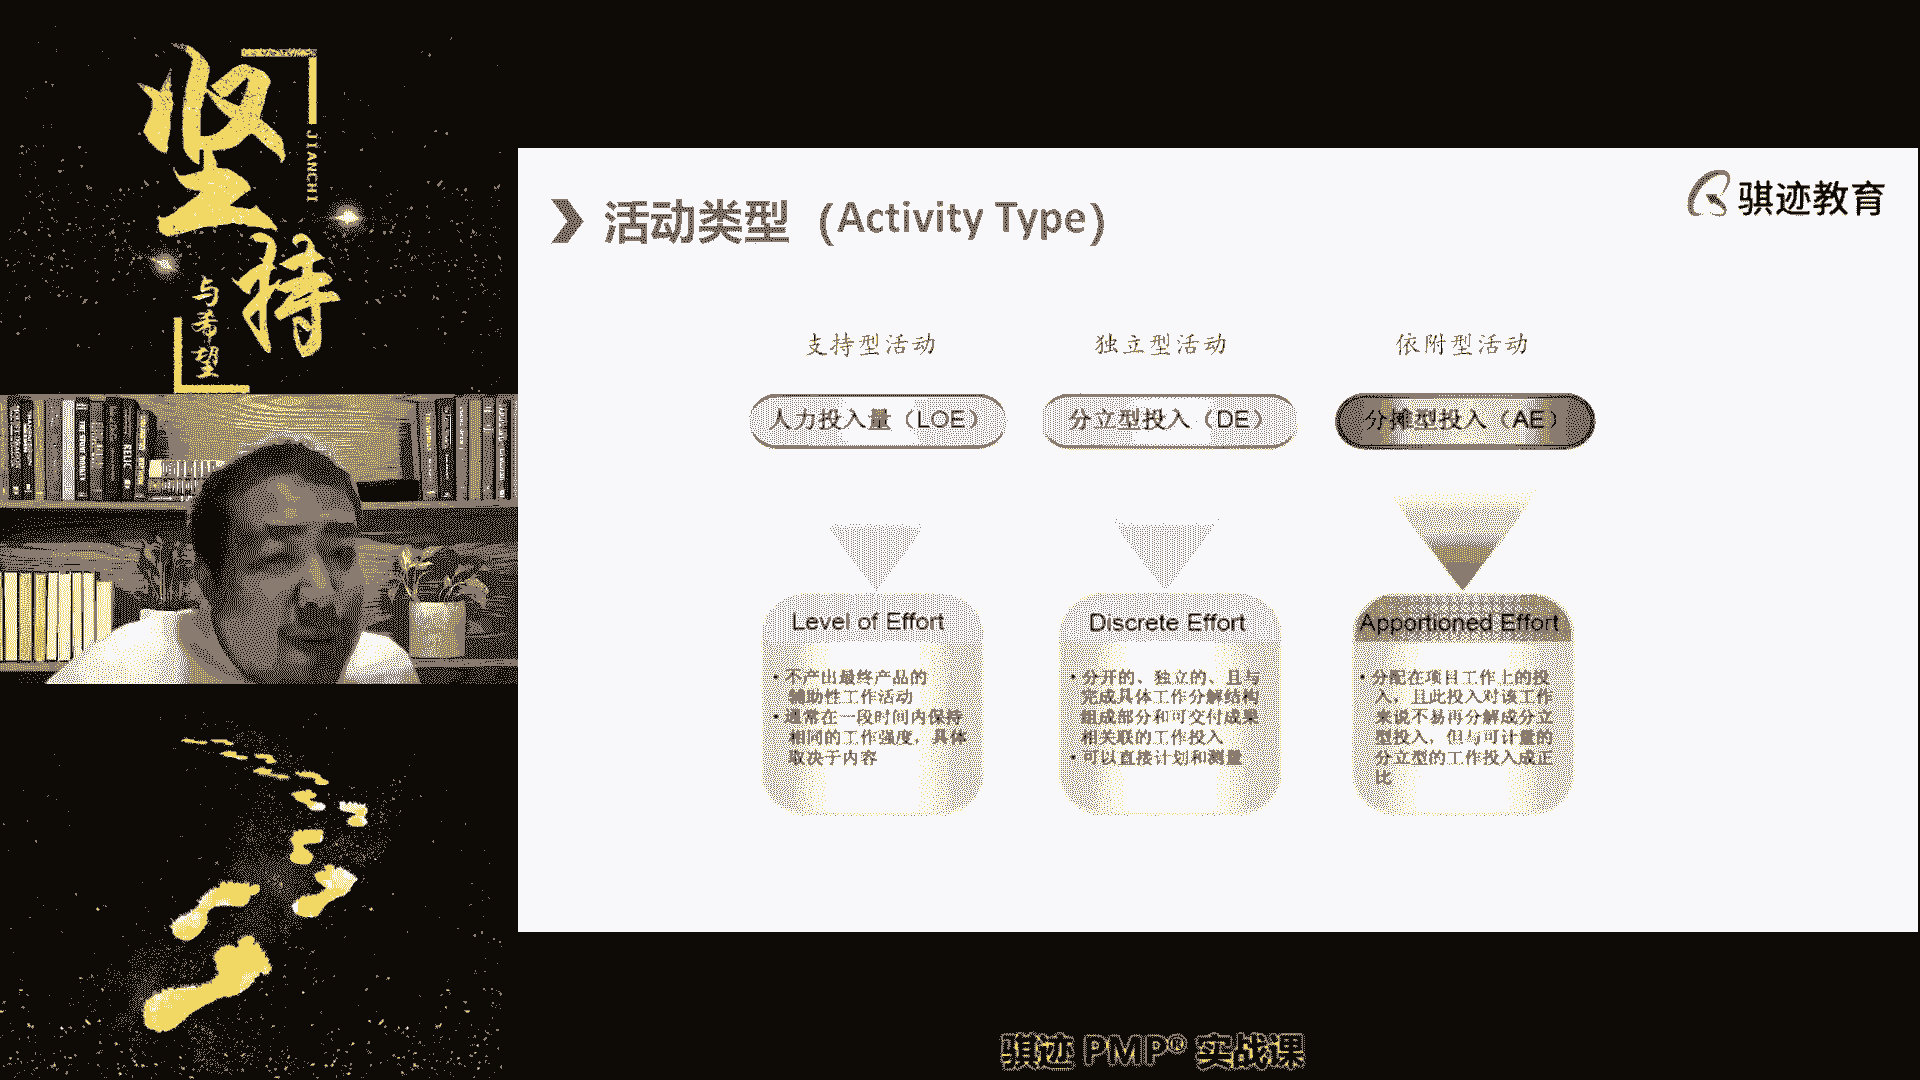 坚持
JIANCHI
与希望
骐迹教育
活动类型（Activity Type）
支持型活动
独立型活动
依附型活动
人力投入量（LOE）
分立型投入（DE）
分摊型投入（AE）
Level of Effort
• 不产出最终产品的
辅助性工作活动
• 通常在一段时间内保持
相同的工作强度，具体
取决于内容
Discrete Effort
• 分开的、独立的、且与
完成具体工作分解结构
组成部分和可交付成果
相关联的工作投入
• 可以直接计划和测量
Apportioned Effort
• 分配在项目工作上的投
入，且此投入对该工作
来说不易再分解成分立
型投入，但与可计量的
分立型的工作投入成正
比
骐迹 PMP® 实战课